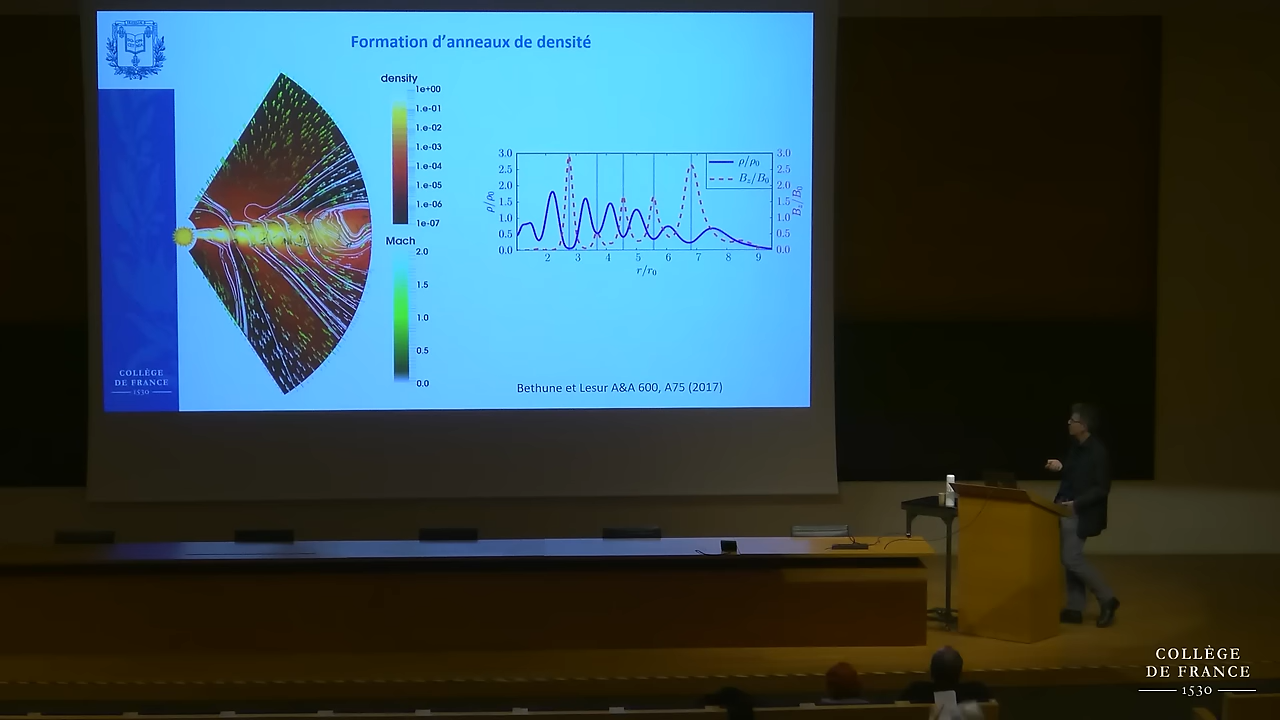 Formation d'anneaux de densité
density
1e+00
1.e-01
1.e-02
1.e-03
1.e-04
1.e-05
1.e-06
1e-07
Mach
2.0
1.5
1.0
0.5
0.0
3.0
2.5
2.0
1.5
1.0
0.5
0.0
ρ/ρ₀
ρ/ρ₀
B_z/B₀
3.0
2.5
2.0
1.5
1.0
0.5
0.0
B_z/B₀
2 3 4 5 6 7 8 9
r/r₀
Bethune et Lesur A&A 600, A75 (2017)
COLLÈGE
DE FRANCE
1530
COLLÈGE
DE FRANCE
1530